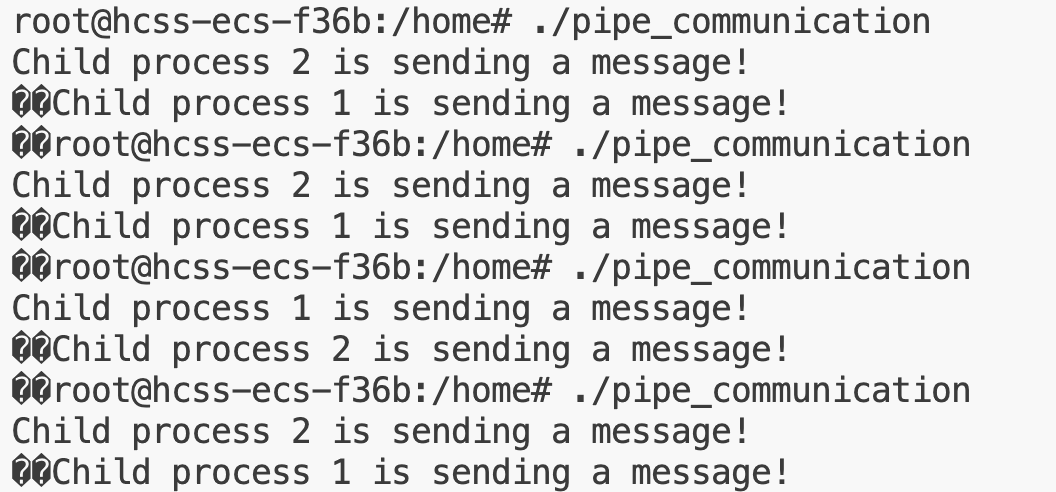 root@hcss-ecs-f36b:/home# ./pipe_communication
Child process 2 is sending a message!
��Child process 1 is sending a message!
��root@hcss-ecs-f36b:/home# ./pipe_communication
Child process 2 is sending a message!
��Child process 1 is sending a message!
��root@hcss-ecs-f36b:/home# ./pipe_communication
Child process 1 is sending a message!
��Child process 2 is sending a message!
��root@hcss-ecs-f36b:/home# ./pipe_communication
Child process 2 is sending a message!
��Child process 1 is sending a message!